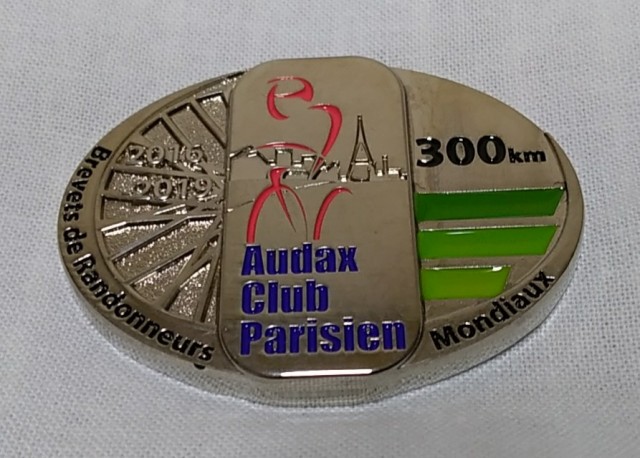 2016
2019
Brevets de Randonneurs
Audax
Club
Parisien
300km
Mondiaux